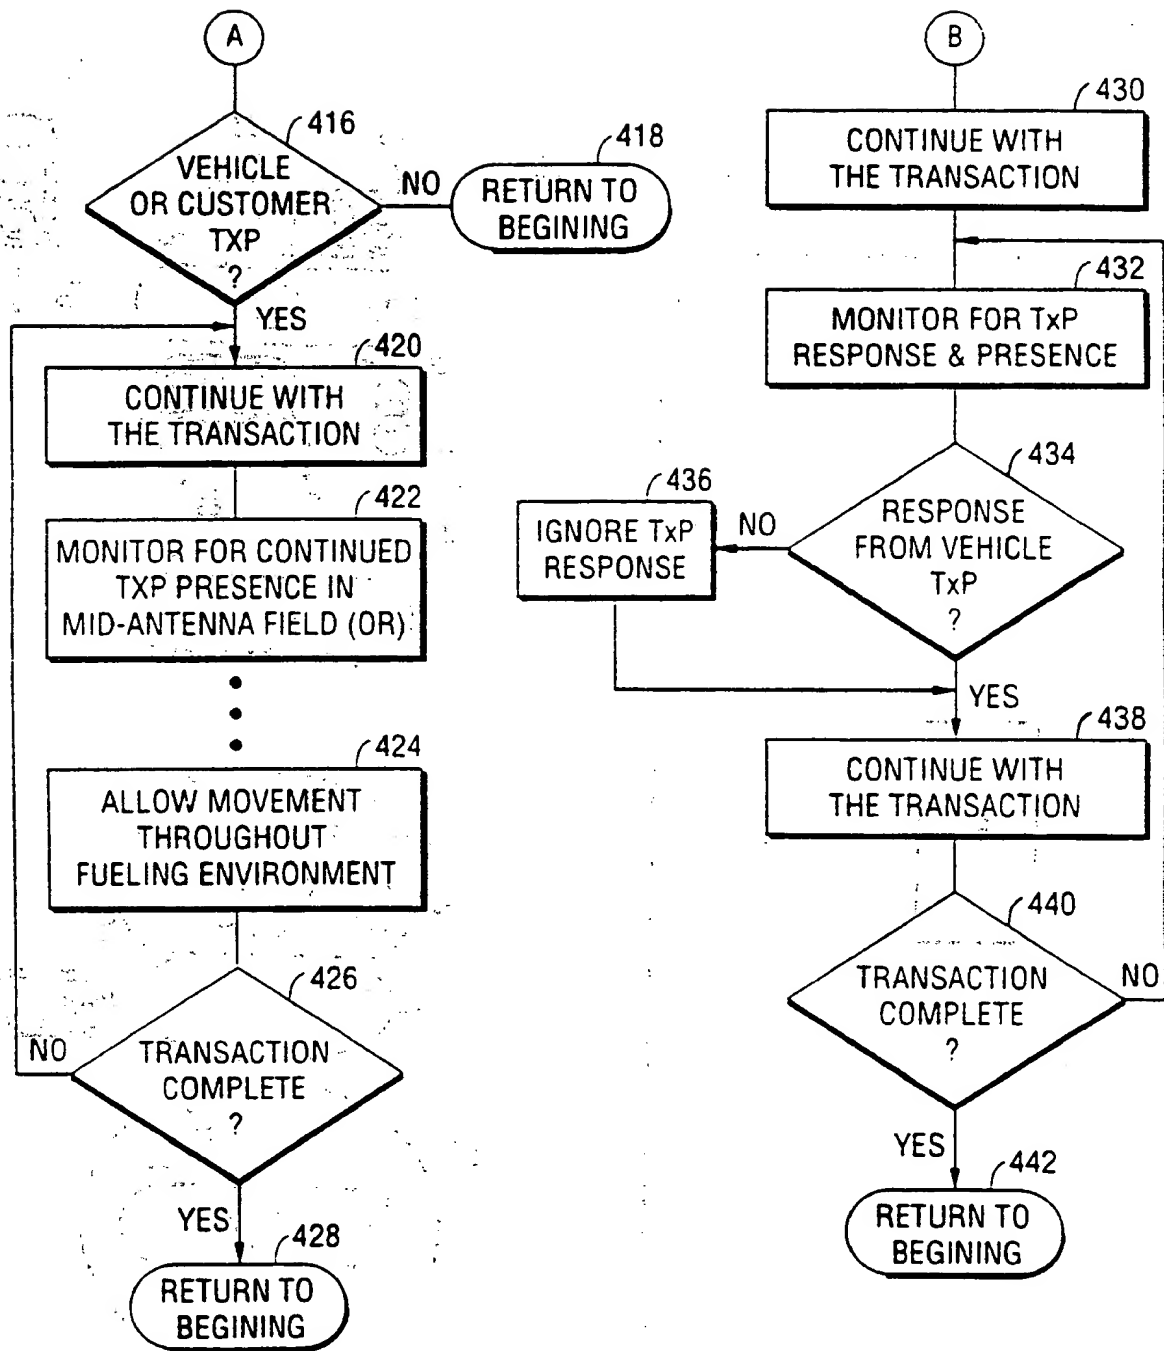 A
416
VEHICLE
OR CUSTOMER
TXP
?
NO
418
RETURN TO
BEGINING
YES
420
CONTINUE WITH
THE TRANSACTION
422
MONITOR FOR CONTINUED
TXP PRESENCE IN
MID-ANTENNA FIELD (OR)
424
ALLOW MOVEMENT
THROUGHOUT
FUELING ENVIRONMENT
426
TRANSACTION
COMPLETE
?
NO
YES
428
RETURN TO
BEGINING
B
430
CONTINUE WITH
THE TRANSACTION
432
MONITOR FOR TxP
RESPONSE & PRESENCE
434
RESPONSE
FROM VEHICLE
TxP
?
NO
436
IGNORE TxP
RESPONSE
YES
438
CONTINUE WITH
THE TRANSACTION
440
TRANSACTION
COMPLETE
?
NO
YES
442
RETURN TO
BEGINING